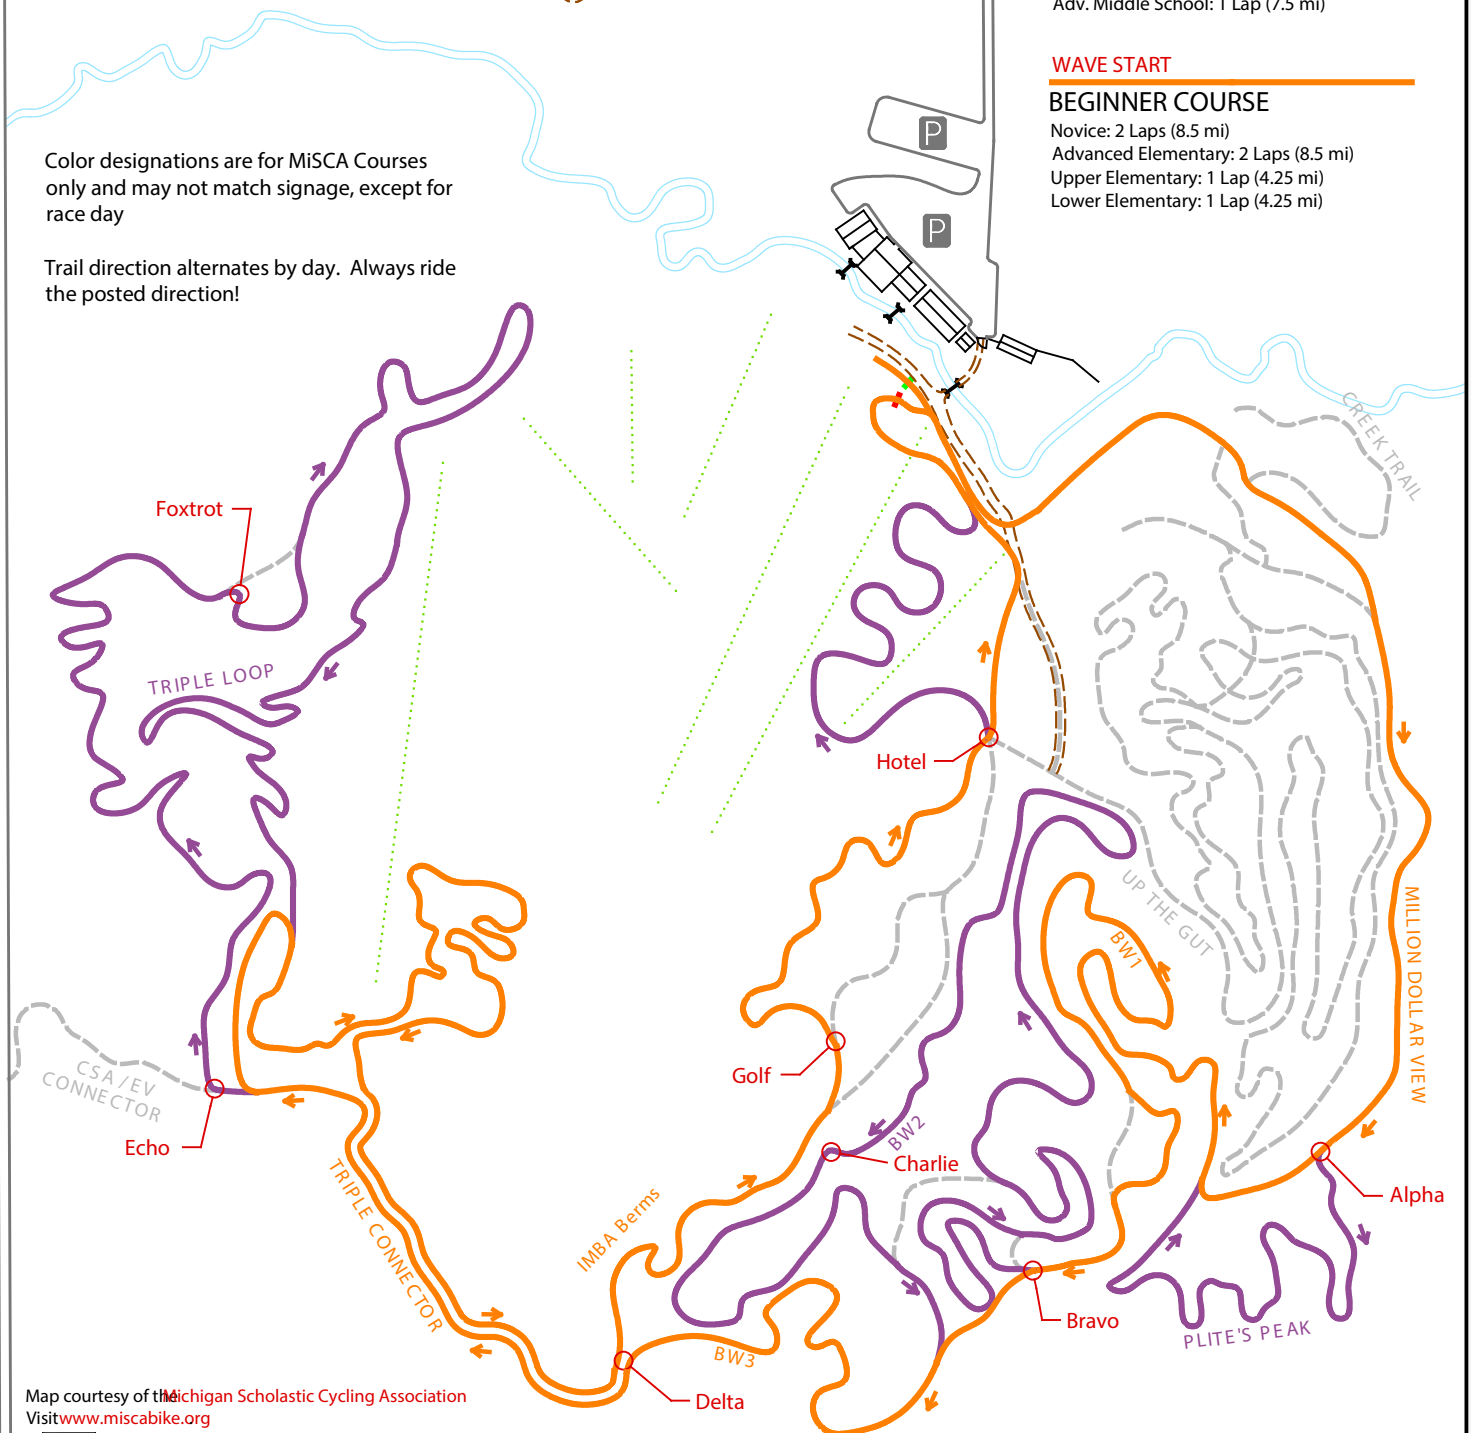 Adv. Middle School: 1 Lap (7.5 mi)
WAVE START
BEGINNER COURSE
Novice: 2 Laps (8.5 mi)
Advanced Elementary: 2 Laps (8.5 mi)
Upper Elementary: 1 Lap (4.25 mi)
Lower Elementary: 1 Lap (4.25 mi)
P
P
Color designations are for MiSCA Courses
only and may not match signage, except for
race day
Trail direction alternates by day.  Always ride
the posted direction!
CREEK TRAIL
Foxtrot
TRIPLE LOOP
Hotel
UP THE GUT
BW1
MILLION DOLLAR VIEW
CSA/EV
CONNECTOR
Golf
Echo
BW2
Charlie
Alpha
TRIPLE CONNECTOR
IMBA Berms
Bravo
PLITE'S PEAK
BW3
Delta
Map courtesy of the Michigan Scholastic Cycling Association
Visit www.miscabike.org